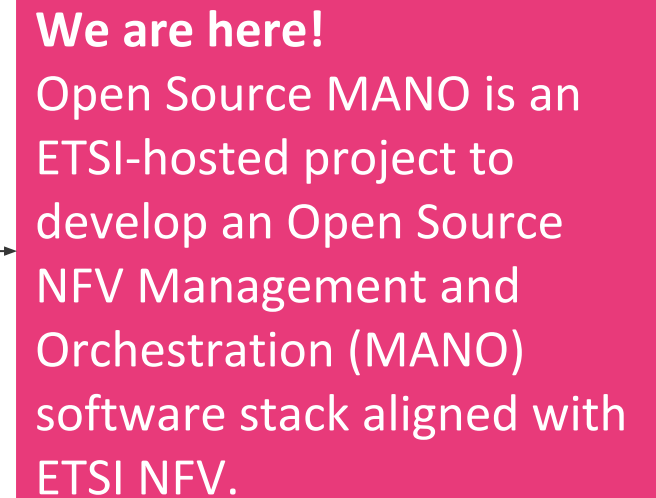 We are here!
Open Source MANO is an
ETSI-hosted project to
develop an Open Source
NFV Management and
Orchestration (MANO)
software stack aligned with
ETSI NFV.